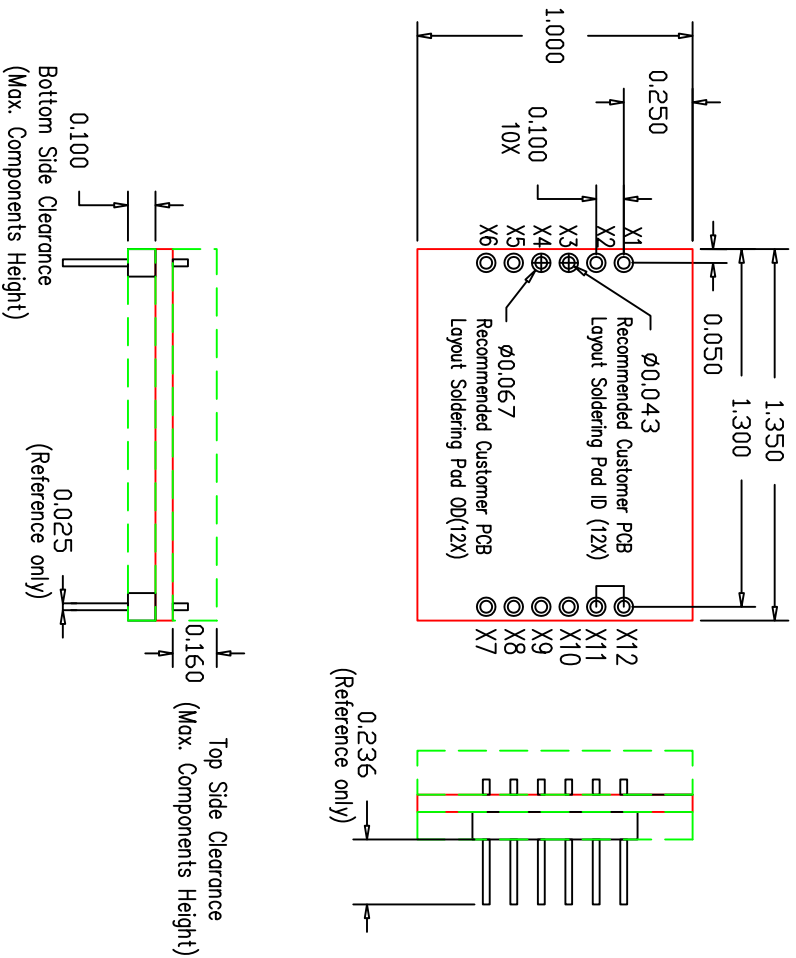 1.350
1.300
0.050
0.250
1.000
0.100
10X
X1
X2
X3
X4
X5
X6
Ø0.043
Recommended Customer PCB
Layout Soldering Pad ID (12X)
Ø0.067
Recommended Customer PCB
Layout Soldering Pad OD(12X)
X12
X11
X10
X9
X8
X7
0.100
Bottom Side Clearance
(Max. Components Height)
0.025
(Reference only)
0.160
Top Side Clearance
(Max. Components Height)
0.236
(Reference only)